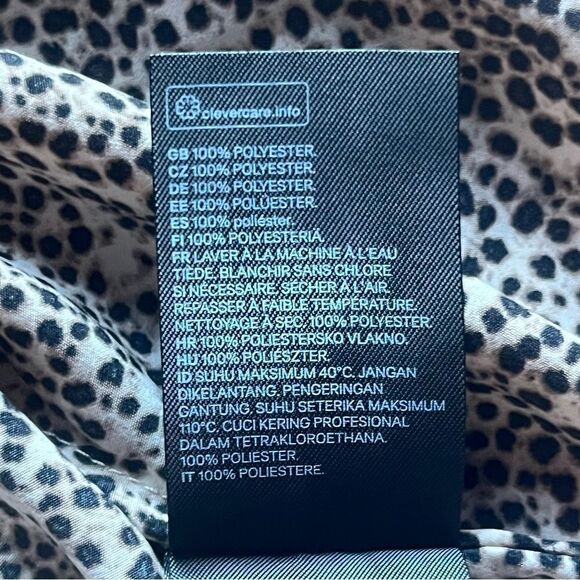 clevercare.info
GB 100% POLYESTER
CZ 100% POLYESTER.
DE 100% POLYESTER.
EE 100% POLÜESTER.
ES 100% poliéster.
FI 100% POLYESTERIÄ.
FR LAVER À LA MACHINE À L'EAU
TIÈDE. BLANCHIR SANS CHLORE
SI NÉCESSAIRE. SÉCHER À L'AIR.
REPASSER À FAIBLE TEMPÉRATURE.
NETTOYAGE À SEC. 100% POLYESTER.
HR 100% POLIESTERSKO VLAKNO.
HU 100% POLIÉSZTER.
ID SUHU MAKSIMUM 40°C. JANGAN
DIKELANTANG. PENGERINGAN
GANTUNG. SUHU SETERIKA MAKSIMUM
110°C. CUCI KERING PROFESIONAL
DALAM TETRAKLOROETHANA.
100% POLIESTER.
IT 100% POLIESTERE.